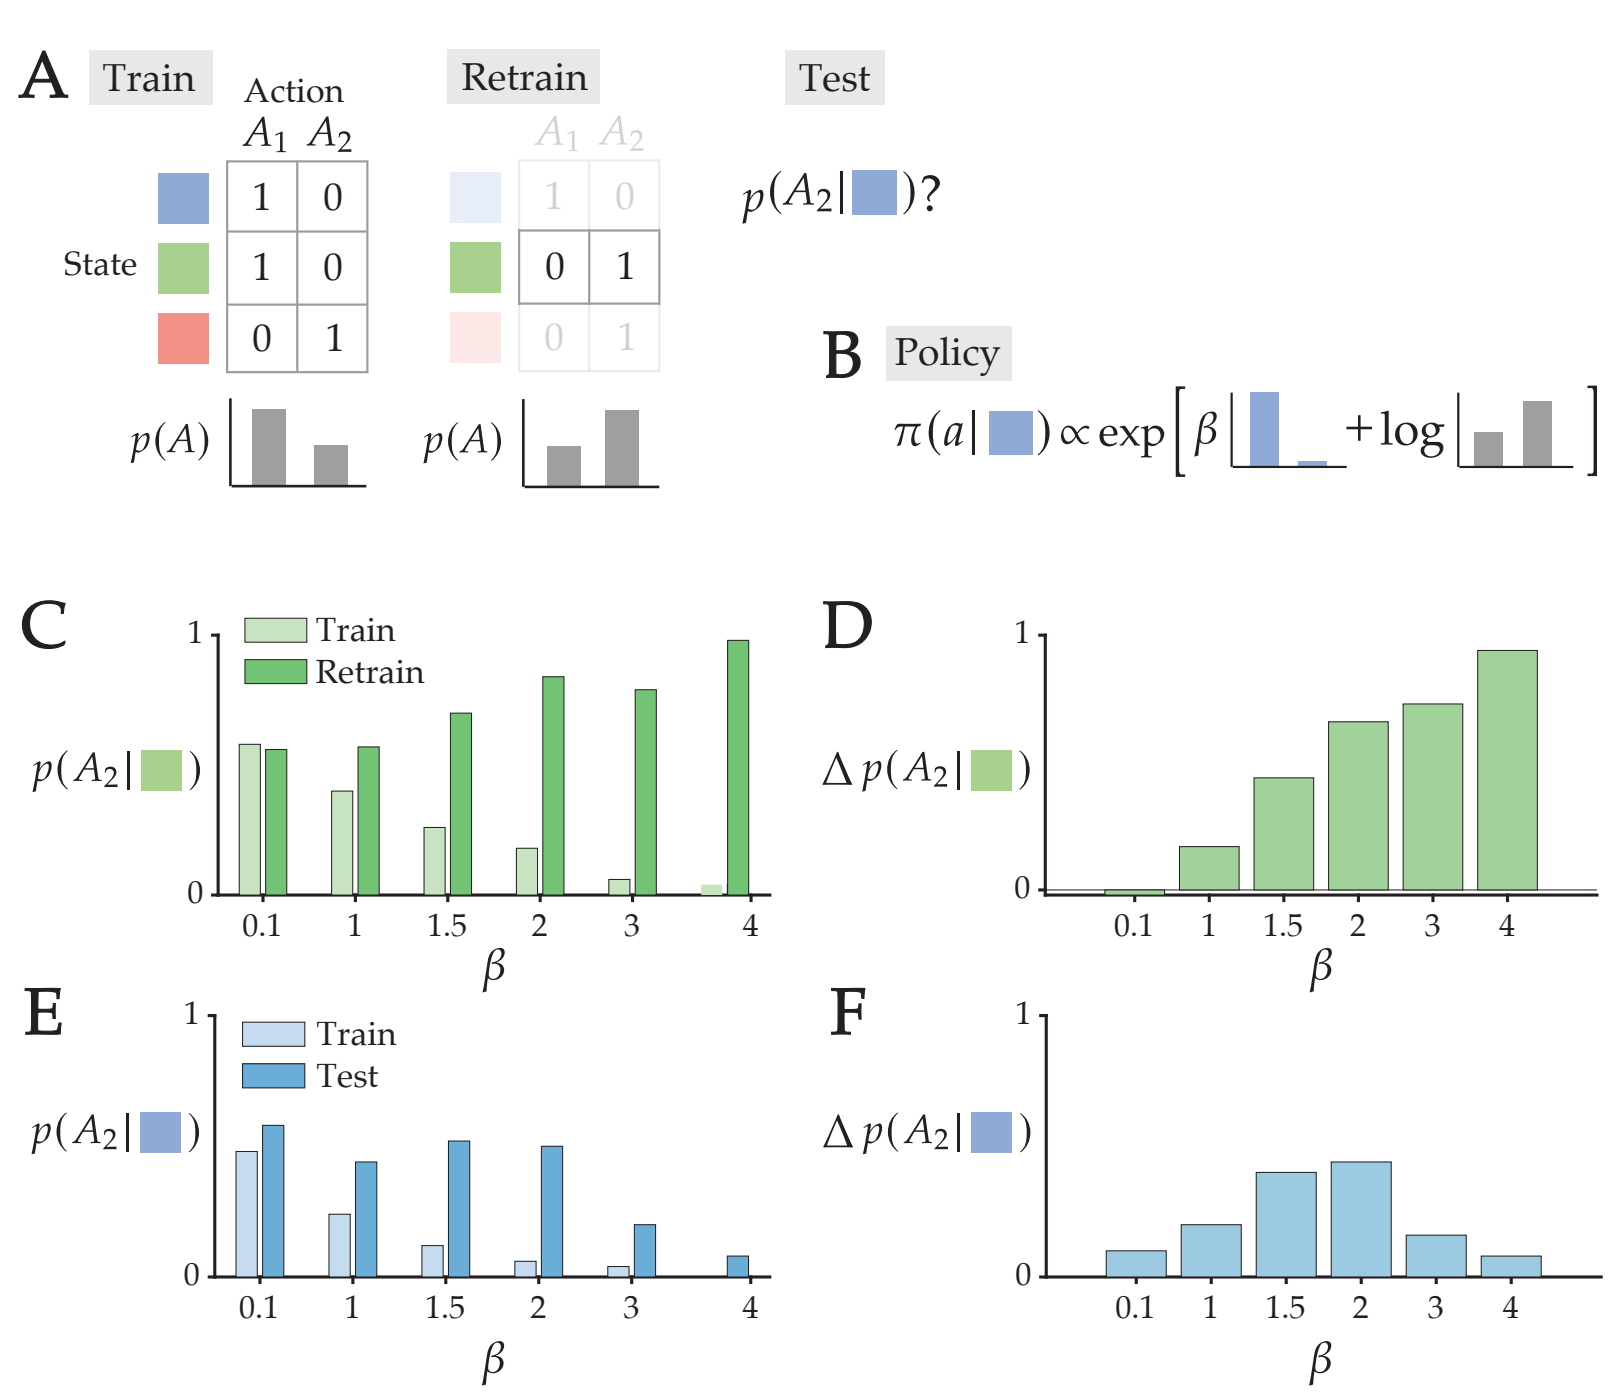 A Train Retrain Test
Action
A1 A2 A1 A2
1 0 1 0 p(A2| )?
State 1 0 0 1
0 1 0 1
B Policy
p(A) p(A) π(a| ) ∝ exp[ β + log ]
C D
1 Train 1
Retrain
p(A2| ) Δ p(A2| )
0 0
0.1 1 1.5 2 3 4 0.1 1 1.5 2 3 4
β β
E F
1 Train 1
Test
p(A2| ) Δ p(A2| )
0 0
0.1 1 1.5 2 3 4 0.1 1 1.5 2 3 4
β β